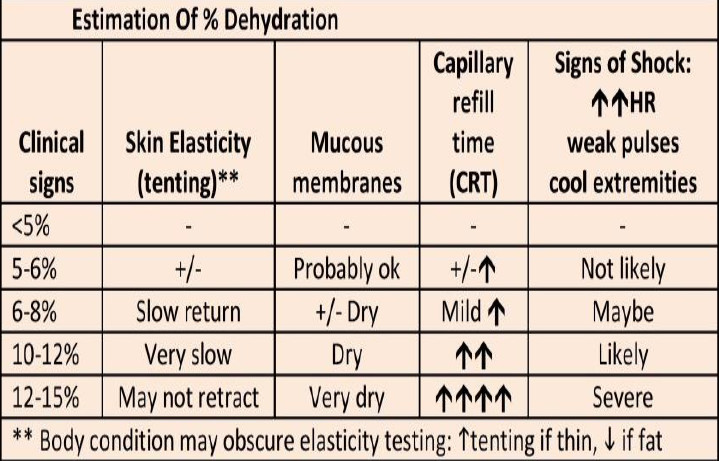 Estimation Of % Dehydration
Clinical signs Skin Elasticity (tenting)** Mucous membranes Capillary refill time (CRT) Signs of Shock: ↑↑HR weak pulses cool extremities
<5% - - - -
5-6% +/- Probably ok +/-↑ Not likely
6-8% Slow return +/- Dry Mild ↑ Maybe
10-12% Very slow Dry ↑↑ Likely
12-15% May not retract Very dry ↑↑↑↑ Severe
** Body condition may obscure elasticity testing: ↑tenting if thin, ↓ if fat